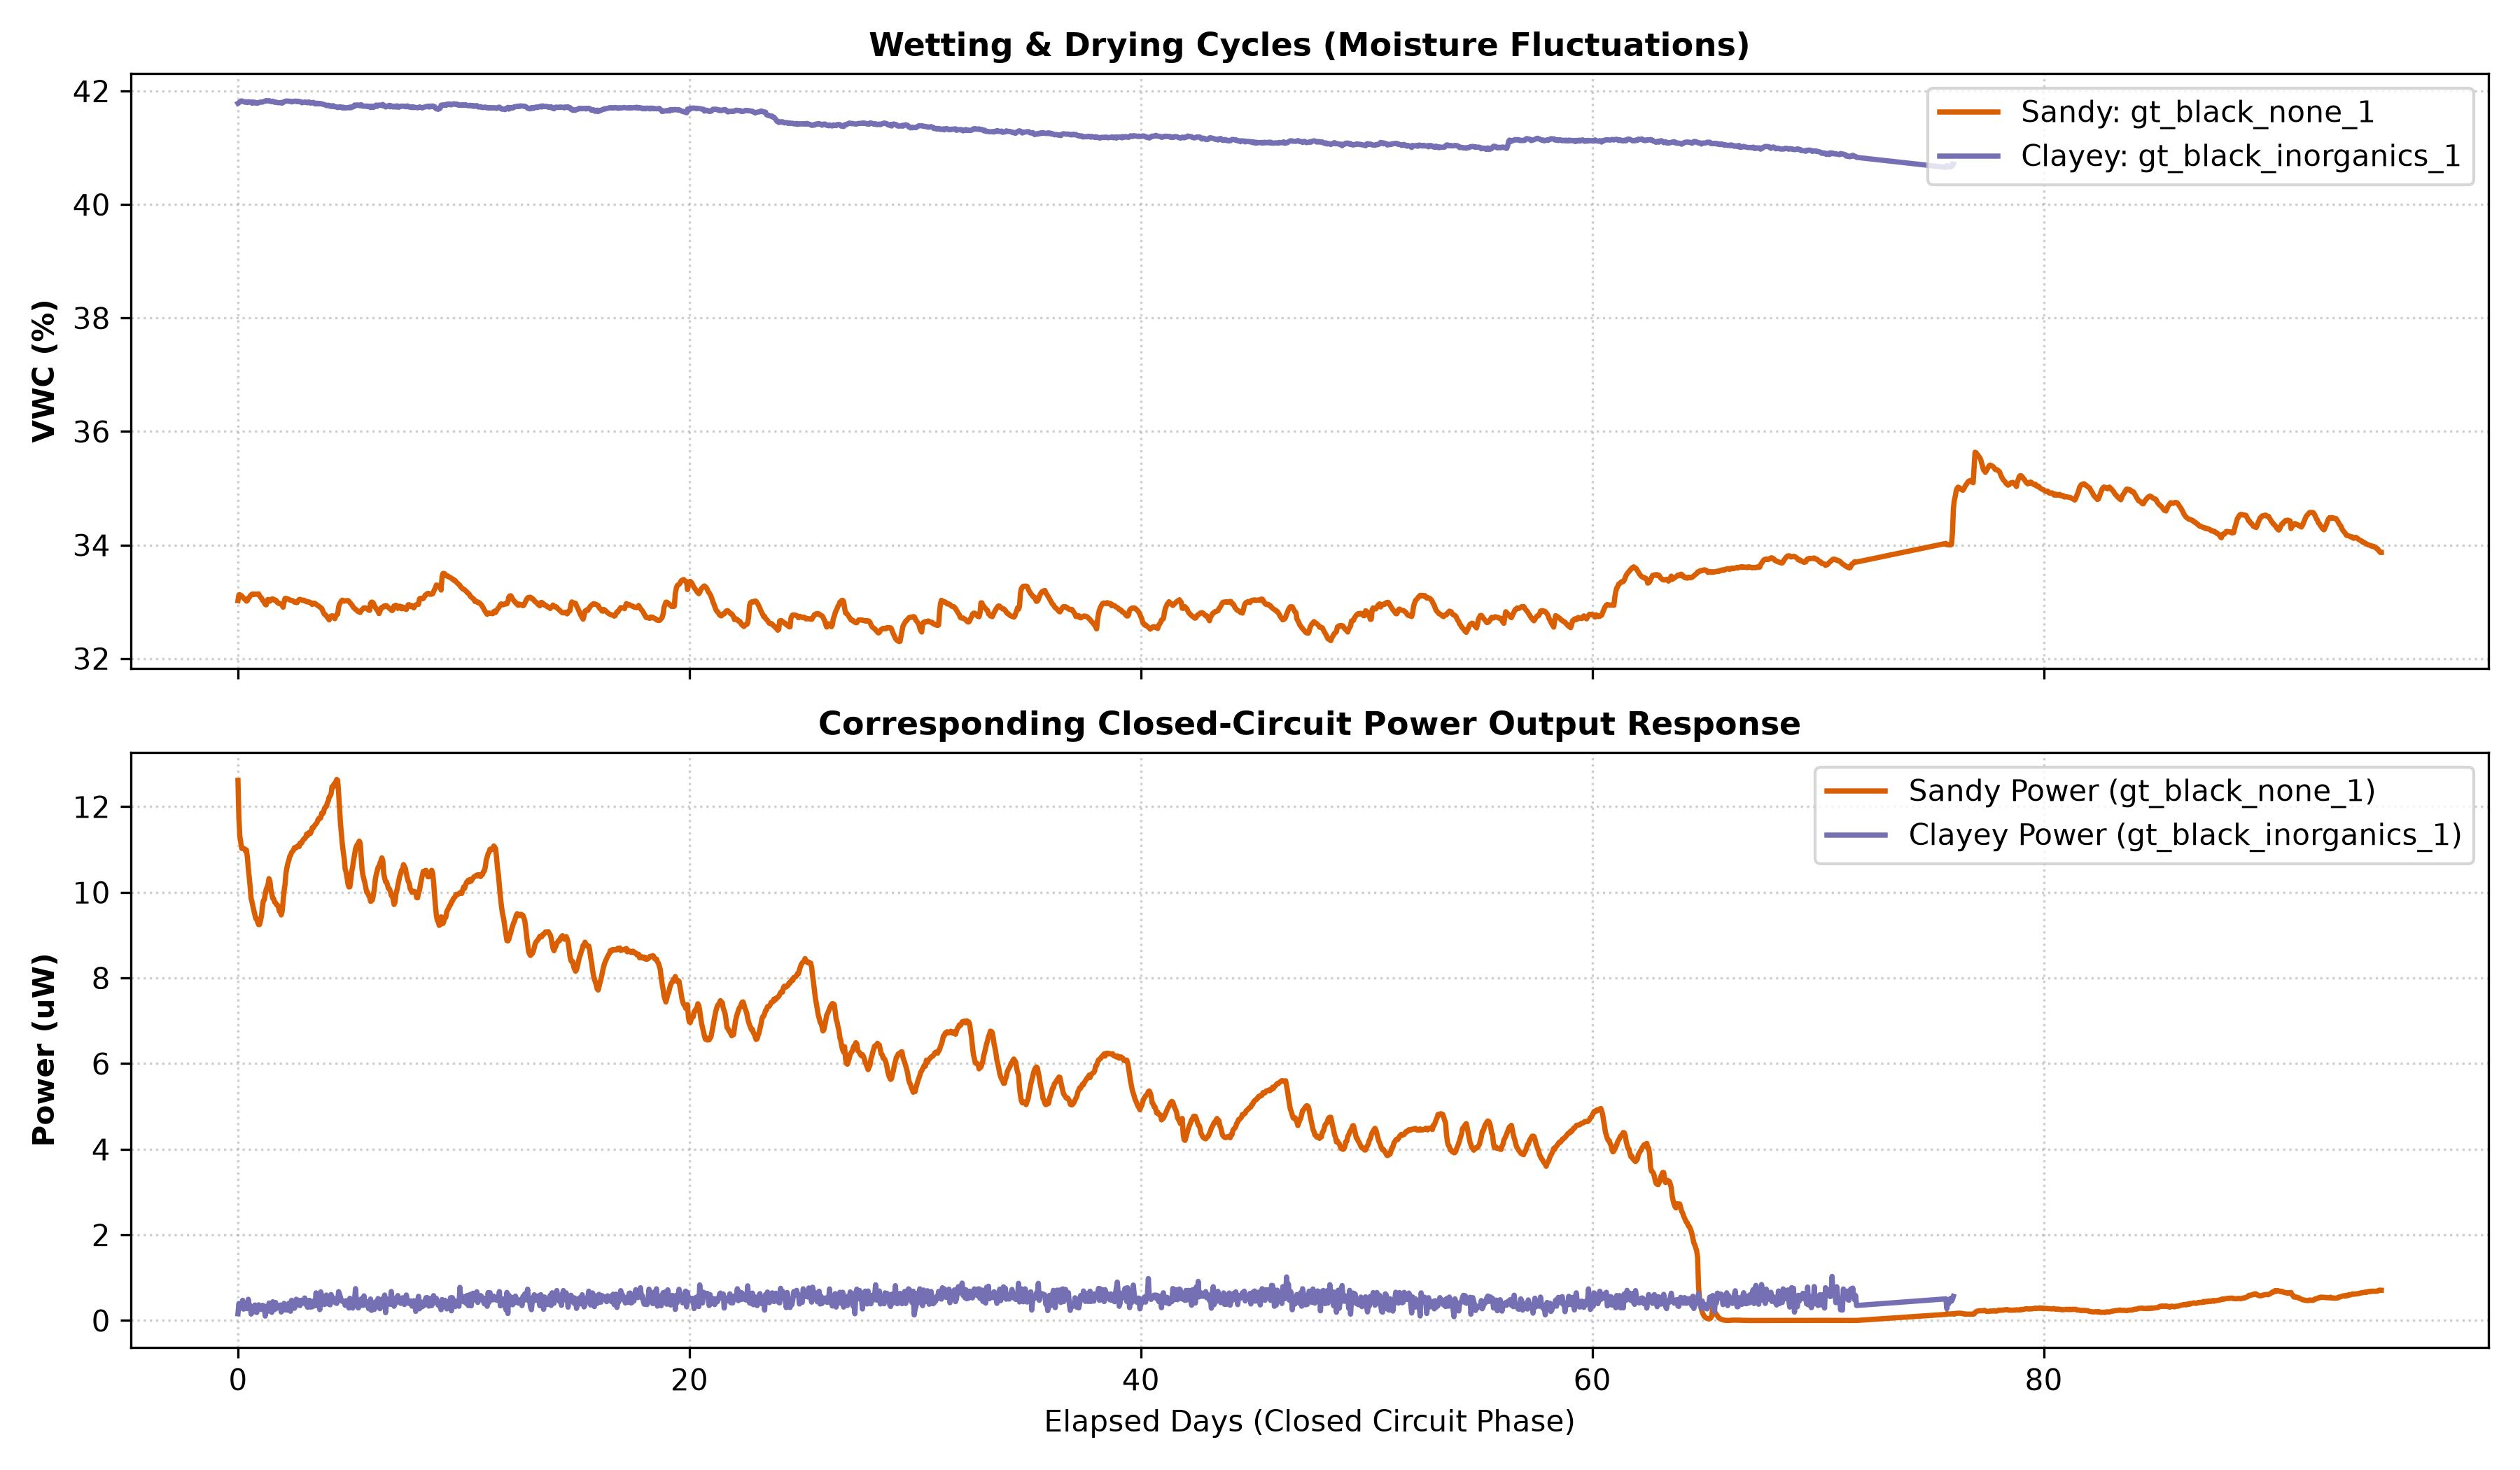 Wetting & Drying Cycles (Moisture Fluctuations)
42
40
38
36
34
32
VWC (%)
Sandy: gt_black_none_1
Clayey: gt_black_inorganics_1
Corresponding Closed-Circuit Power Output Response
12
10
8
6
4
2
0
Power (uW)
Sandy Power (gt_black_none_1)
Clayey Power (gt_black_inorganics_1)
0 20 40 60 80
Elapsed Days (Closed Circuit Phase)